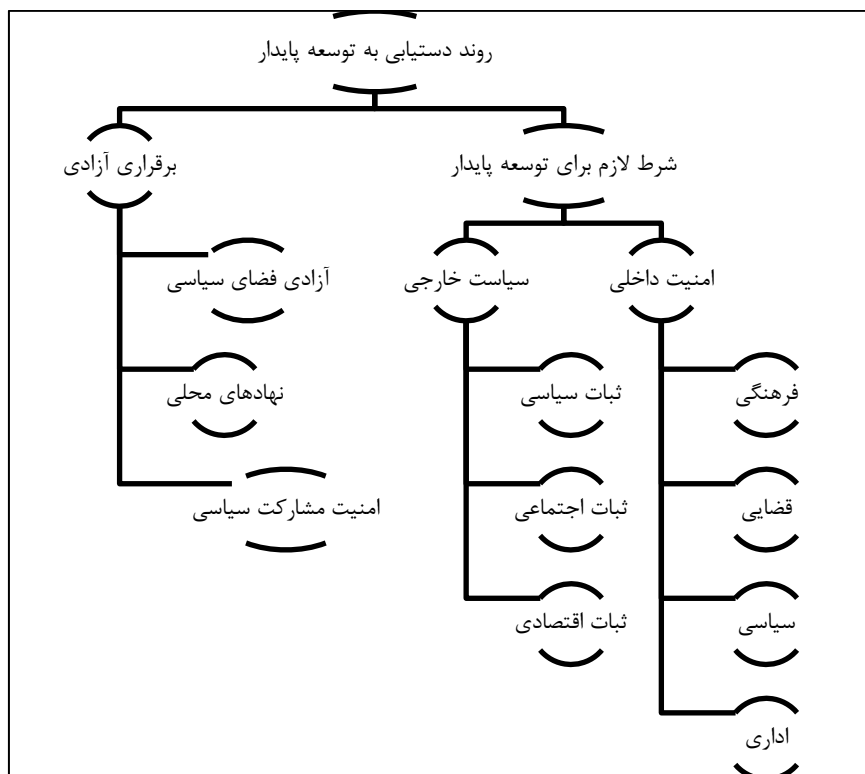 روند دستیابی به توسعه پایدار
شرط لازم برای توسعه پایدار
برقراری آزادی
امنیت داخلی
سیاست خارجی
آزادی فضای سیاسی
فرهنگی
ثبات سیاسی
نهادهای محلی
قضایی
ثبات اجتماعی
امنیت مشارکت سیاسی
سیاسی
ثبات اقتصادی
اداری